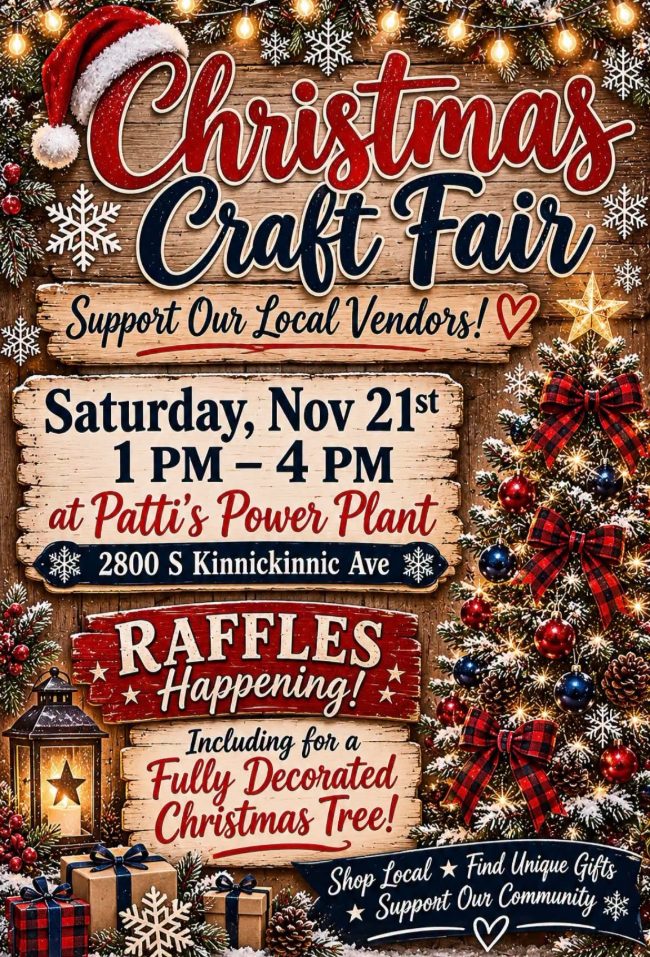 Christmas
Craft Fair
Support Our Local Vendors!
Saturday, Nov 21st
1 PM – 4 PM
at Patti's Power Plant
2800 S Kinnickinnic Ave
RAFFLES
Happening!
Including for a
Fully Decorated
Christmas Tree!
Shop Local ★ Find Unique Gifts
★ Support Our Community